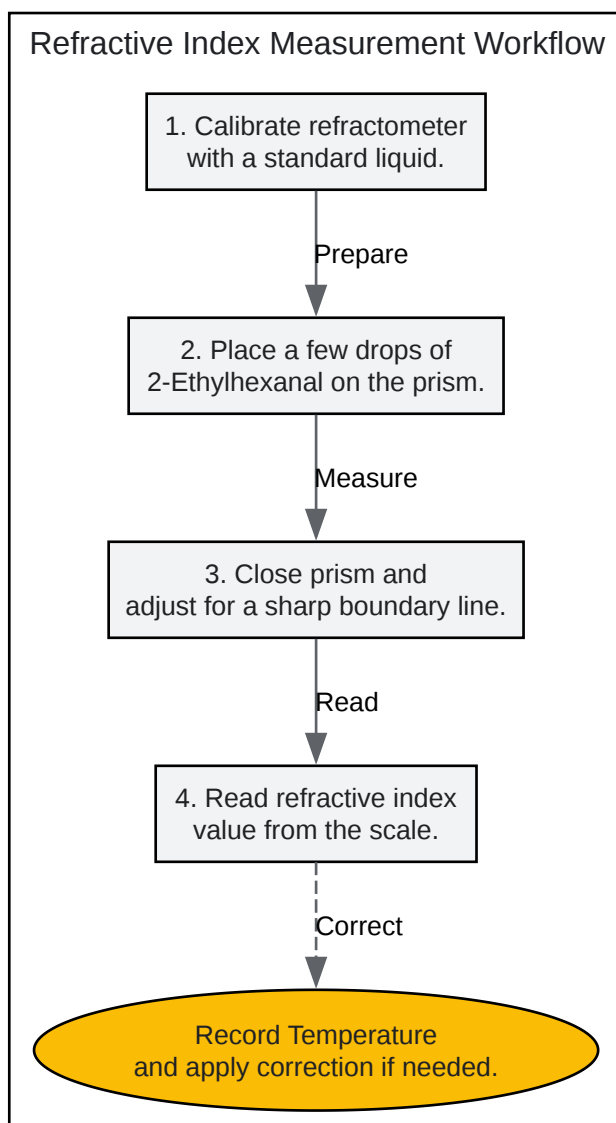 Refractive Index Measurement Workflow
1. Calibrate refractometer
with a standard liquid.
Prepare
2. Place a few drops of
2-Ethylhexanal on the prism.
Measure
3. Close prism and
adjust for a sharp boundary line.
Read
4. Read refractive index
value from the scale.
Correct
Record Temperature
and apply correction if needed.